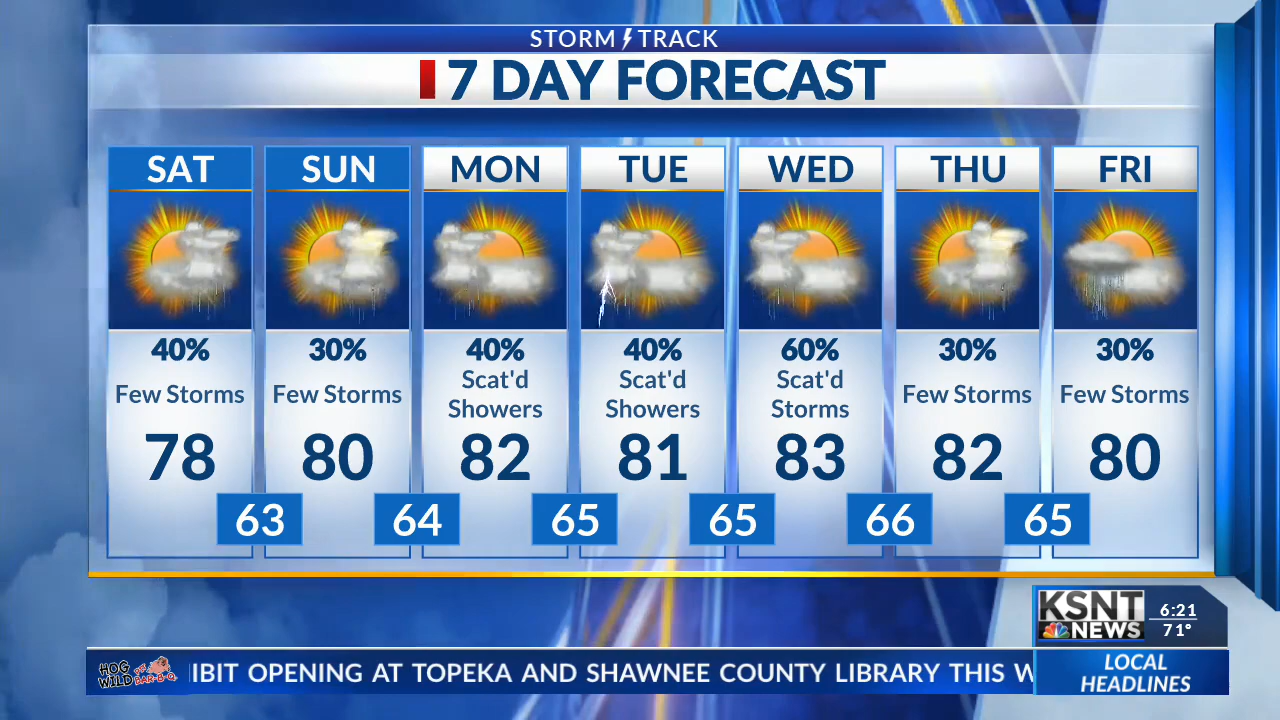 STORM TRACK
7 DAY FORECAST
SAT SUN MON TUE WED THU FRI
40% 30% 40% 40% 60% 30% 30%
Few Storms Few Storms Scat'd Showers Scat'd Showers Scat'd Storms Few Storms Few Storms
78 80 82 81 83 82 80
63 64 65 65 66 65
KSNT NEWS
6:21
71°
HOG WILD BAR-B-Q
IBIT OPENING AT TOPEKA AND SHAWNEE COUNTY LIBRARY THIS W
LOCAL
HEADLINES